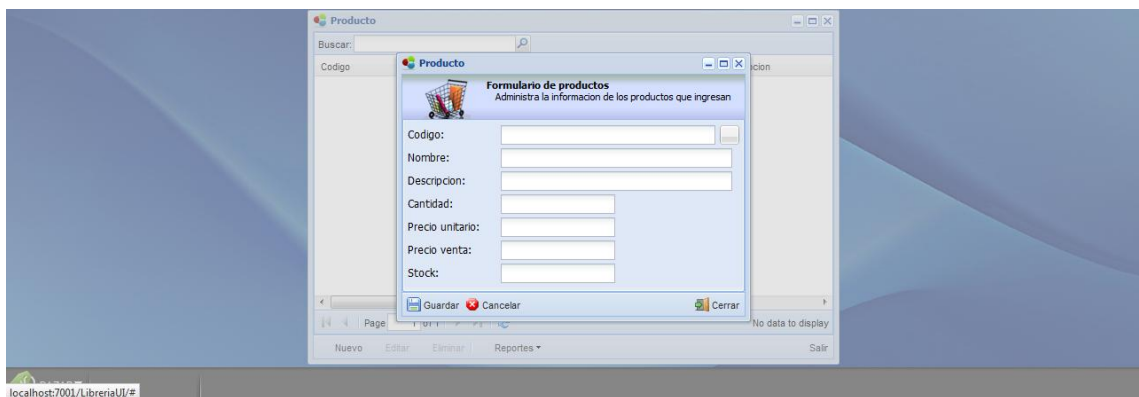 Producto
Buscar:
Codigo
Producto
Formulario de productos
Administra la informacion de los productos que ingresan
Codigo:
Nombre:
Descripcion:
Cantidad:
Precio unitario:
Precio venta:
Stock:
Guardar Cancelar Cerrar
Page No data to display
Nuevo Editar Eliminar Reportes Salir
localhost:7001/LibreriaUI/#